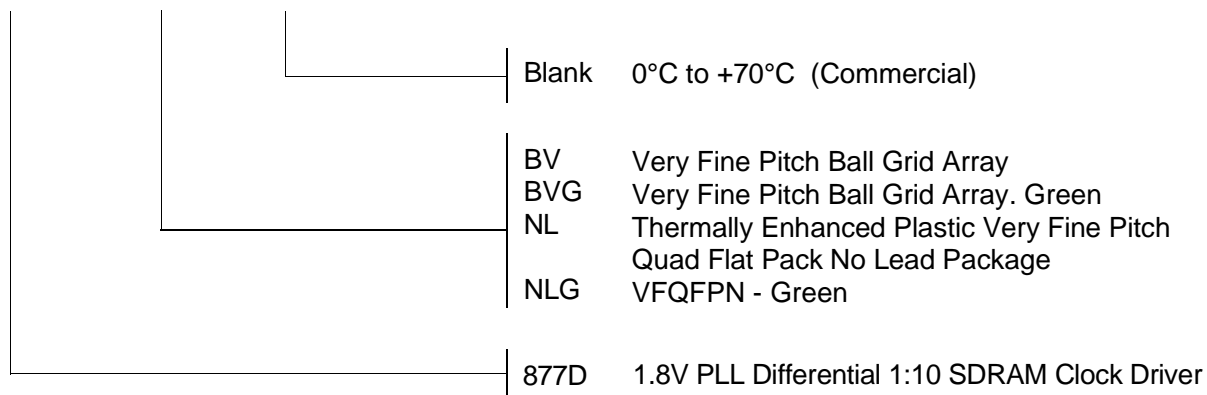 Blank 0°C to +70°C (Commercial)
BV Very Fine Pitch Ball Grid Array
BVG Very Fine Pitch Ball Grid Array. Green
NL Thermally Enhanced Plastic Very Fine Pitch
Quad Flat Pack No Lead Package
NLG VFQFPN - Green
877D 1.8V PLL Differential 1:10 SDRAM Clock Driver